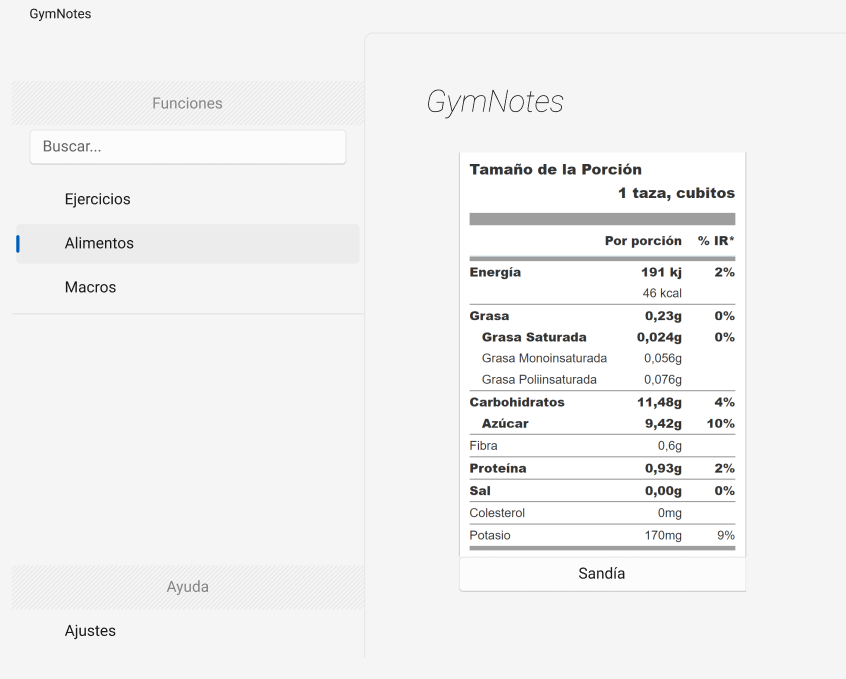 GymNotes
Funciones
Buscar...
Ejercicios
Alimentos
Macros
Ayuda
Ajustes
GymNotes
Tamaño de la Porción
1 taza, cubitos
Por porción % IR*
Energía 191 kj 2%
46 kcal
Grasa 0,23g 0%
Grasa Saturada 0,024g 0%
Grasa Monoinsaturada 0,056g
Grasa Poliinsaturada 0,076g
Carbohidratos 11,48g 4%
Azúcar 9,42g 10%
Fibra 0,6g
Proteína 0,93g 2%
Sal 0,00g 0%
Colesterol 0mg
Potasio 170mg 9%
Sandía